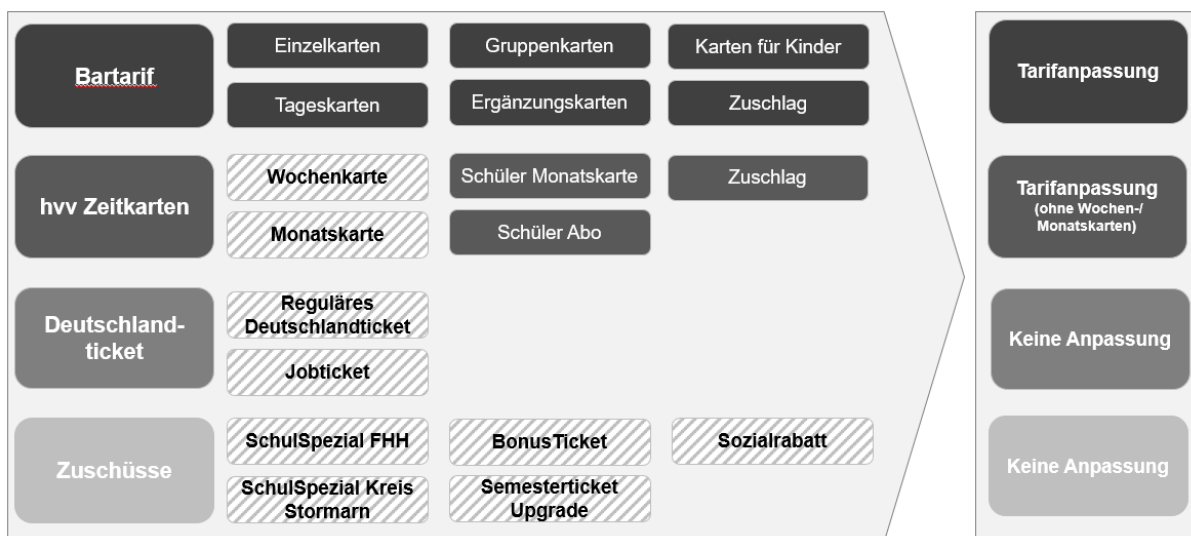 Bartarif
Einzelkarten
Gruppenkarten
Karten für Kinder
Tageskarten
Ergänzungskarten
Zuschlag
Tarifanpassung
hvv Zeitkarten
Wochenkarte
Schüler Monatskarte
Zuschlag
Monatskarte
Schüler Abo
Tarifanpassung
(ohne Wochen-/
Monatskarten)
Deutschland-
ticket
Reguläres
Deutschlandticket
Jobticket
Keine Anpassung
Zuschüsse
SchulSpezial FHH
BonusTicket
Sozialrabatt
SchulSpezial Kreis
Stormarn
Semesterticket
Upgrade
Keine Anpassung